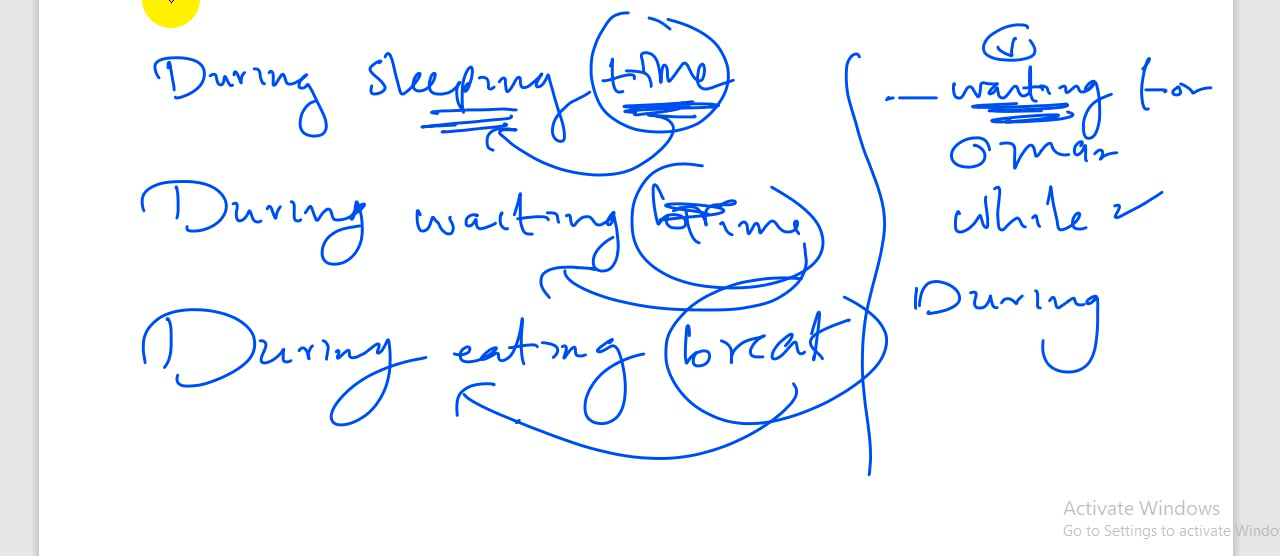 During sleeping time
During waiting time
During eating break
①
— waiting for
Omar
while ✓
During
Activate Windows
Go to Settings to activate Windo